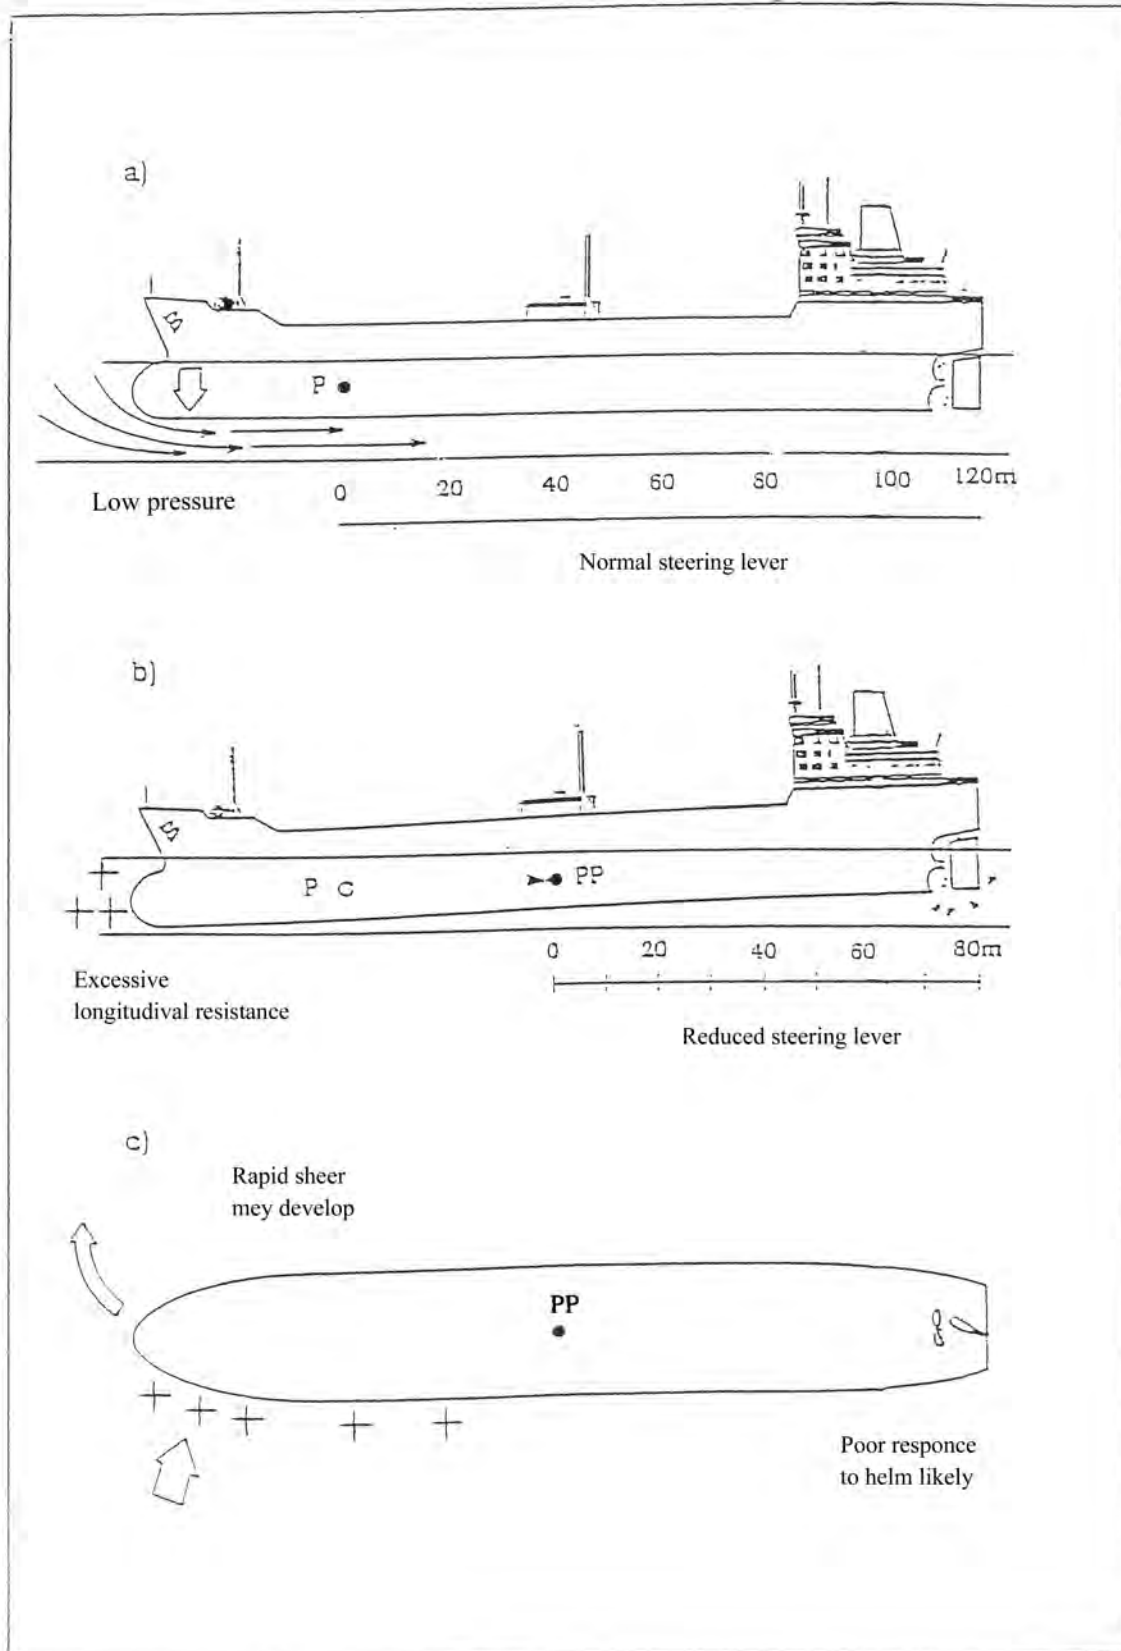 a)
P
Low pressure
0 20 40 60 80 100 120m
Normal steering lever
b)
P
PP
0 20 40 60 80m
Excessive
longitudival resistance
Reduced steering lever
c)
Rapid sheer
mey develop
PP
Poor responce
to helm likely